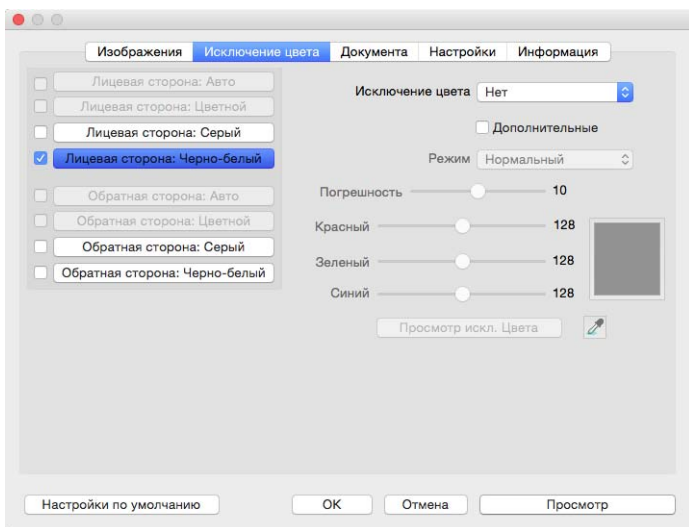 Изображения Исключение цвета Документа Настройки Информация
Лицевая сторона: Авто
Лицевая сторона: Цветной
Лицевая сторона: Серый
Лицевая сторона: Черно-белый
Обратная сторона: Авто
Обратная сторона: Цветной
Обратная сторона: Серый
Обратная сторона: Черно-белый
Исключение цвета Нет
Дополнительные
Режим Нормальный
Погрешность 10
Красный 128
Зеленый 128
Синий 128
Просмотр искл. Цвета
Настройки по умолчанию OK Отмена Просмотр